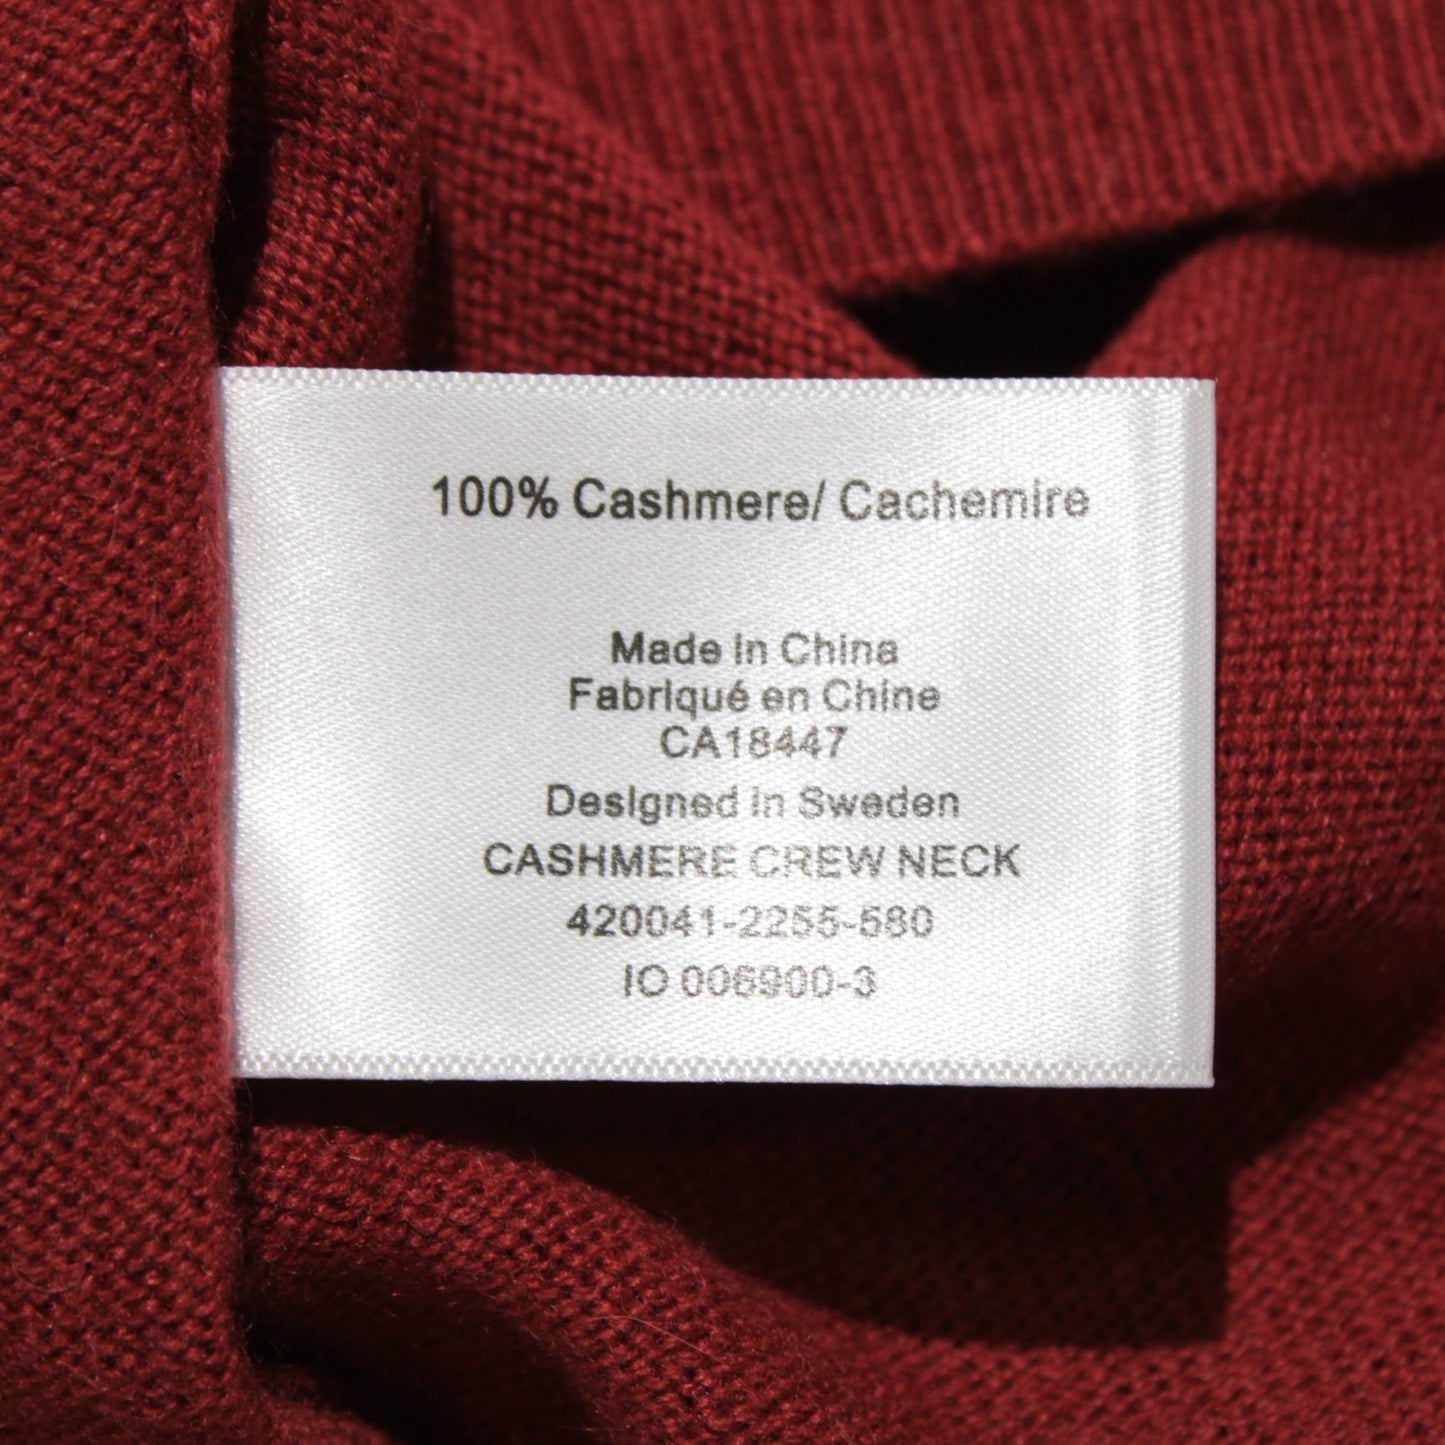 100% Cashmere/ Cachemire
Made in China
Fabriqué en Chine
CA18447
Designed in Sweden
CASHMERE CREW NECK
420041-2255-580
IO 006900-3